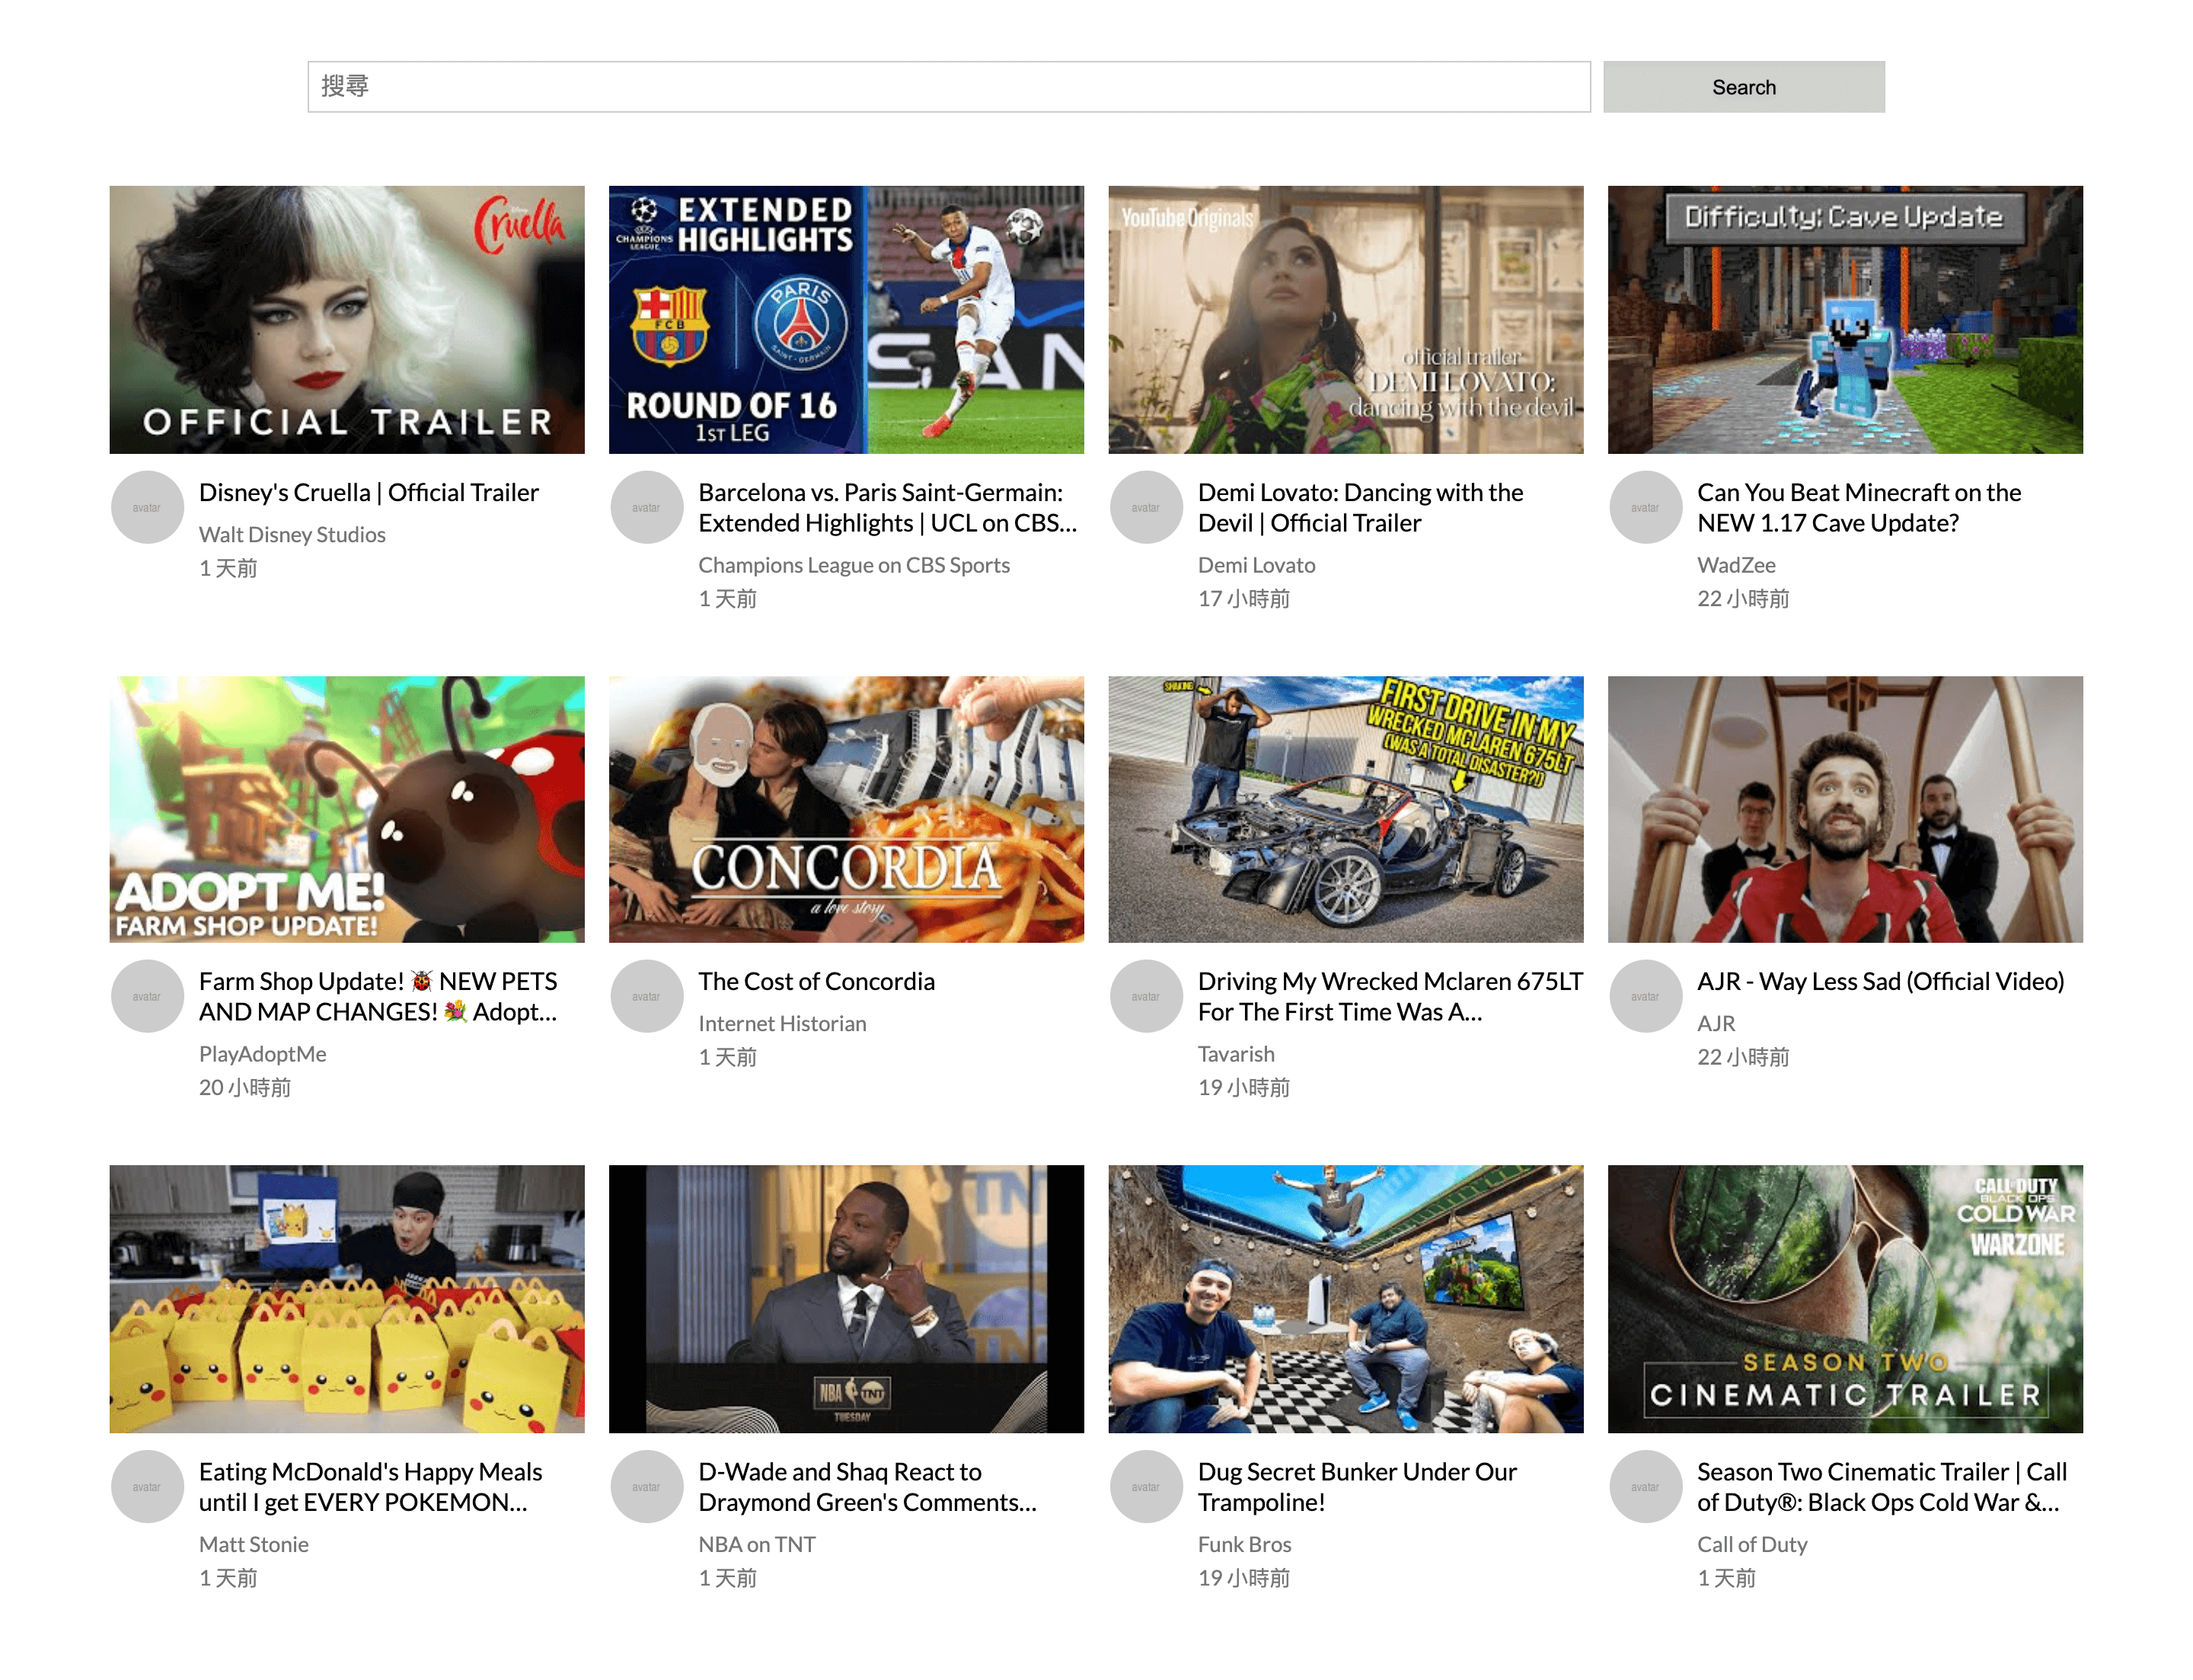 搜尋
Search
Disney
Cruella
OFFICIAL TRAILER
Disney's Cruella | Official Trailer
avatar
Walt Disney Studios
1 天前
CHAMPIONS
LEAGUE
EXTENDED
HIGHLIGHTS
FCB
PARIS
SAINT-GERMAIN
ROUND OF 16
1ST LEG
SAN
Barcelona vs. Paris Saint-Germain:
Extended Highlights | UCL on CBS...
avatar
Champions League on CBS Sports
1 天前
YouTube Originals
official trailer
DEMI LOVATO:
dancing with the devil
Demi Lovato: Dancing with the
Devil | Official Trailer
avatar
Demi Lovato
17 小時前
Difficulty: Cave Update
Can You Beat Minecraft on the
NEW 1.17 Cave Update?
avatar
WadZee
22 小時前
ADOPT ME!
FARM SHOP UPDATE!
Farm Shop Update! 🐞 NEW PETS
AND MAP CHANGES! 💐 Adopt...
avatar
PlayAdoptMe
20 小時前
CONCORDIA
a love story
The Cost of Concordia
avatar
Internet Historian
1 天前
SHAKING
FIRST DRIVE IN MY
WRECKED MCLAREN 675LT
(WAS A TOTAL DISASTER?!)
Driving My Wrecked Mclaren 675LT
For The First Time Was A...
avatar
Tavarish
19 小時前
AJR - Way Less Sad (Official Video)
avatar
AJR
22 小時前
Eating McDonald's Happy Meals
until I get EVERY POKEMON...
avatar
Matt Stonie
1 天前
NBA
TNT
NBA TNT
TUESDAY
D-Wade and Shaq React to
Draymond Green's Comments...
avatar
NBA on TNT
1 天前
Dug Secret Bunker Under Our
Trampoline!
avatar
Funk Bros
19 小時前
CALL DUTY
BLACK OPS
COLD WAR
WARZONE
SEASON TWO
CINEMATIC TRAILER
Season Two Cinematic Trailer | Call
of Duty®: Black Ops Cold War &...
avatar
Call of Duty
1 天前